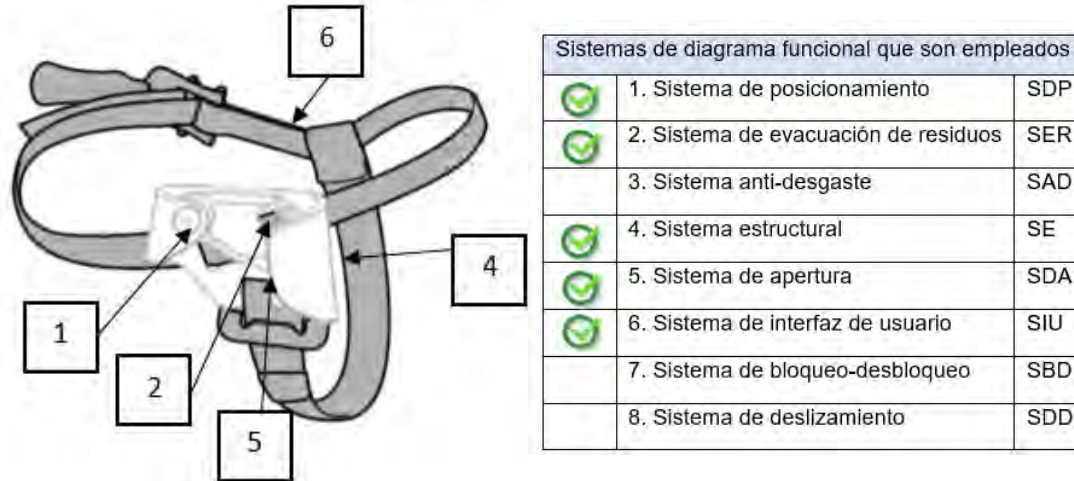 6
4
1
2
5
Sistemas de diagrama funcional que son empleados
1. Sistema de posicionamiento SDP
2. Sistema de evacuación de residuos SER
3. Sistema anti-desgaste SAD
4. Sistema estructural SE
5. Sistema de apertura SDA
6. Sistema de interfaz de usuario SIU
7. Sistema de bloqueo-desbloqueo SBD
8. Sistema de deslizamiento SDD